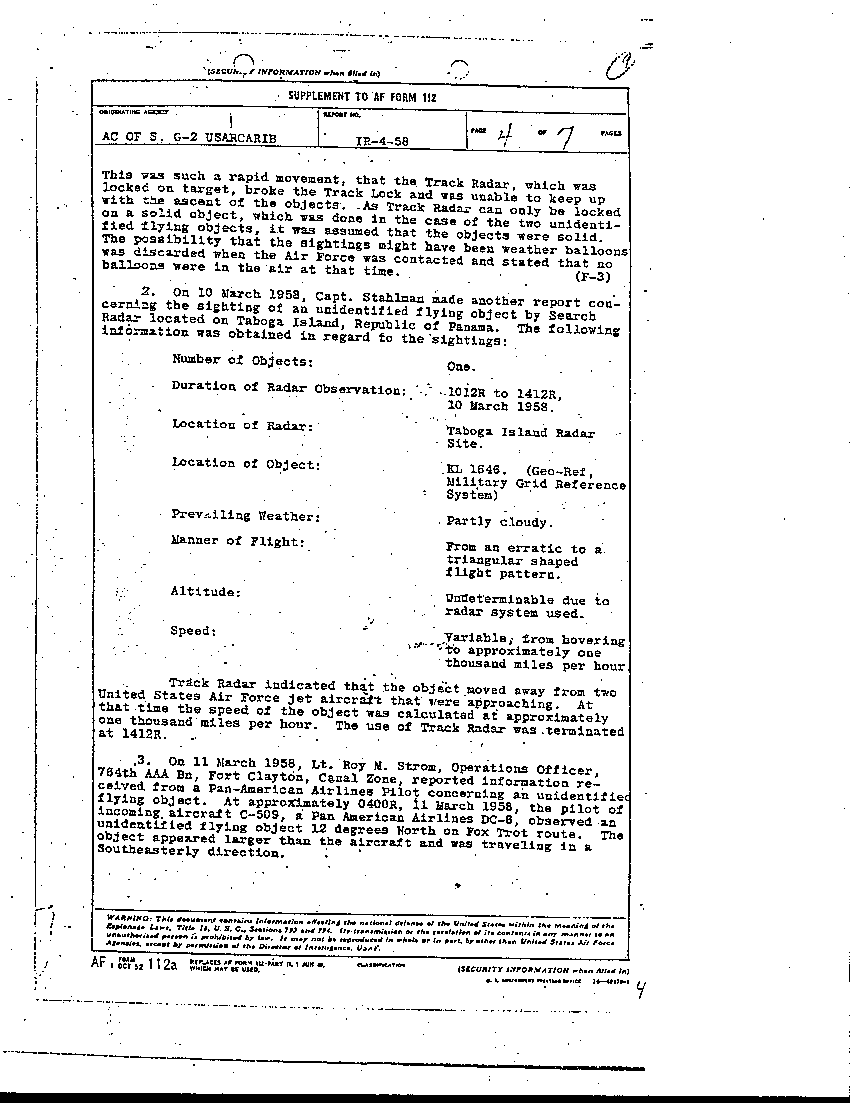 (SECURITY INFORMATION when filled in)
SUPPLEMENT TO AF FORM 112
ORIGINATING AGENCY
REPORT NO.
AC OF S, G-2 USARCARIB
IR-4-58
PAGE 4 OF 7 PAGES
This was such a rapid movement, that the Track Radar, which was
locked on target, broke the Track Lock and was unable to keep up
with the ascent of the objects. As Track Radar can only be locked
on a solid object, which was done in the case of the two unidenti-
fied flying objects, it was assumed that the objects were solid.
The possibility that the sightings might have been weather balloons
was discarded when the Air Force was contacted and stated that no
balloons were in the air at that time. (F-3)
2. On 10 March 1958, Capt. Stahlman made another report con-
cerning the sighting of an unidentified flying object by Search
Radar located on Taboga Island, Republic of Panama. The following
information was obtained in regard to the sightings:
Number of Objects: One.
Duration of Radar Observation: 1012R to 1412R,
10 March 1958.
Location of Radar: Taboga Island Radar
Site.
Location of Object: KL 1646. (Geo-Ref,
Military Grid Reference
System)
Prevailing Weather: Partly cloudy.
Manner of Flight: From an erratic to a
triangular shaped
flight pattern.
Altitude: Undeterminable due to
radar system used.
Speed: Variable, from hovering
to approximately one
thousand miles per hour
Track Radar indicated that the object moved away from two
United States Air Force jet aircraft that were approaching. At
that time the speed of the object was calculated at approximately
one thousand miles per hour. The use of Track Radar was terminated
at 1412R.
3. On 11 March 1958, Lt. Roy M. Strom, Operations Officer,
764th AAA Bn, Fort Clayton, Canal Zone, reported information re-
ceived from a Pan-American Airlines Pilot concerning an unidentified
flying object. At approximately 0400R, 11 March 1958, the pilot of
incoming aircraft C-509, a Pan American Airlines DC-6, observed an
unidentified flying object 12 degrees North on Fox Trot route. The
object appeared larger than the aircraft and was traveling in a
Southeasterly direction.
WARNING: This document contains information affecting the national defense of the United States within the meaning of the
Espionage Laws, Title 18, U. S. C., Sections 793 and 794. Its transmission or the revelation of its contents in any manner to an
unauthorized person is prohibited by law. It may not be reproduced in whole or in part, by other than United States Air Force
Agencies, except by permission of the Director of Intelligence, USAF.
AF FORM 1 OCT 52 112a
REPLACES AF FORM 112-PART II, 1 JUN 48,
WHICH MAY BE USED.
CLASSIFICATION
(SECURITY INFORMATION when filled in)
U. S. GOVERNMENT PRINTING OFFICE
4